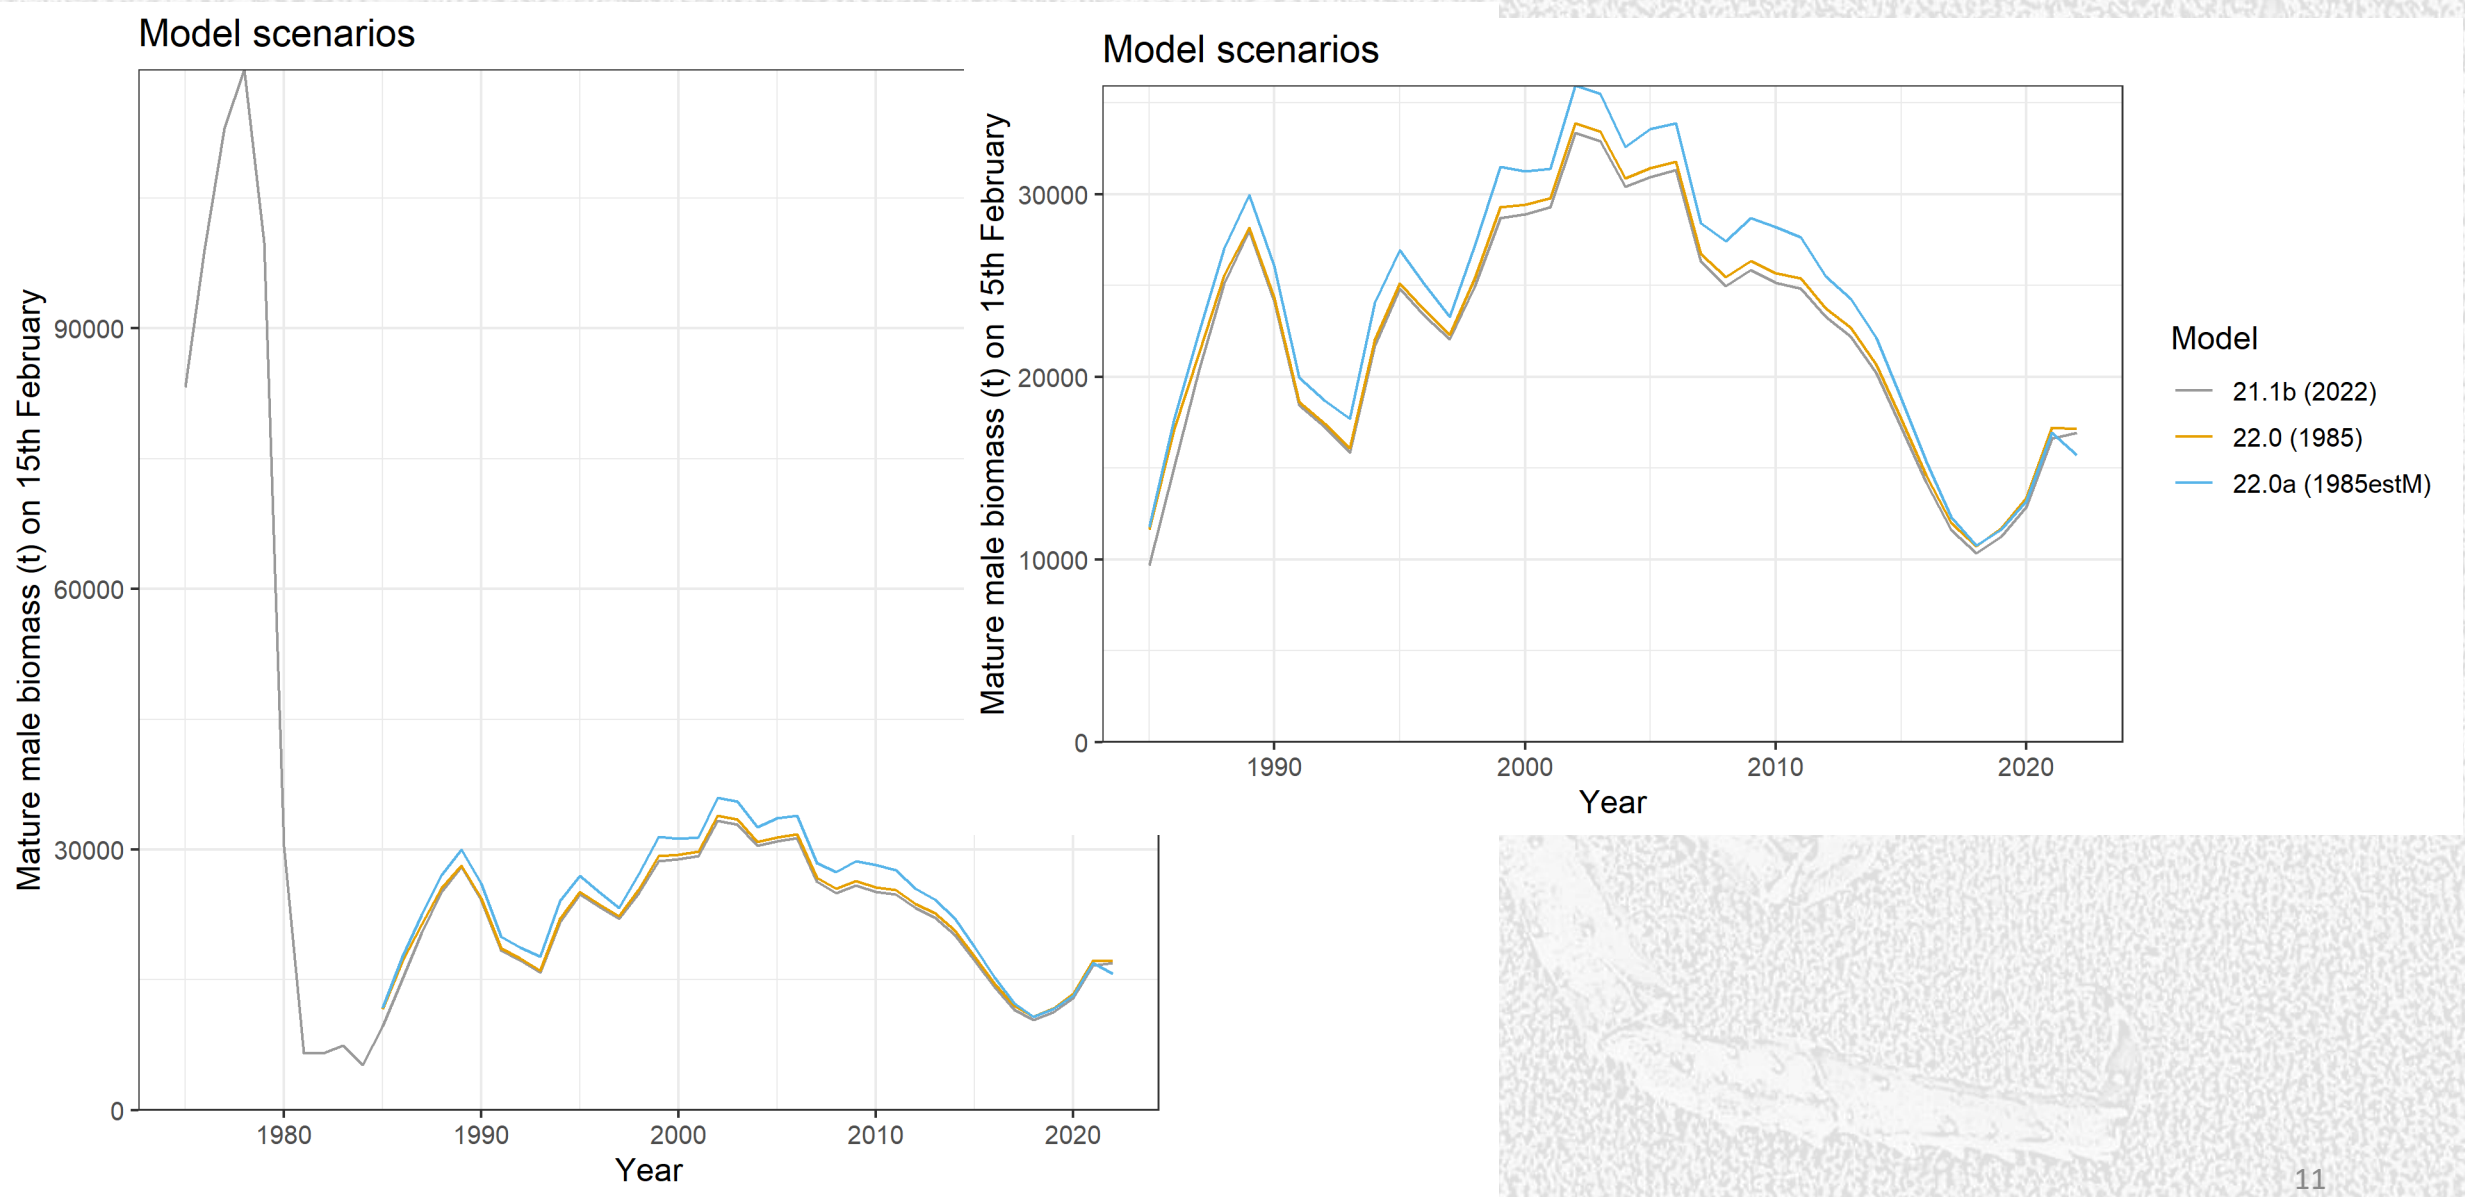 Model scenarios
Mature male biomass (t) on 15th February
90000
60000
30000
0
1980
1990
2000
2010
2020
Year
Model scenarios
Mature male biomass (t) on 15th February
30000
20000
10000
0
1990
2000
2010
2020
Year
Model
21.1b (2022)
22.0 (1985)
22.0a (1985estM)
11